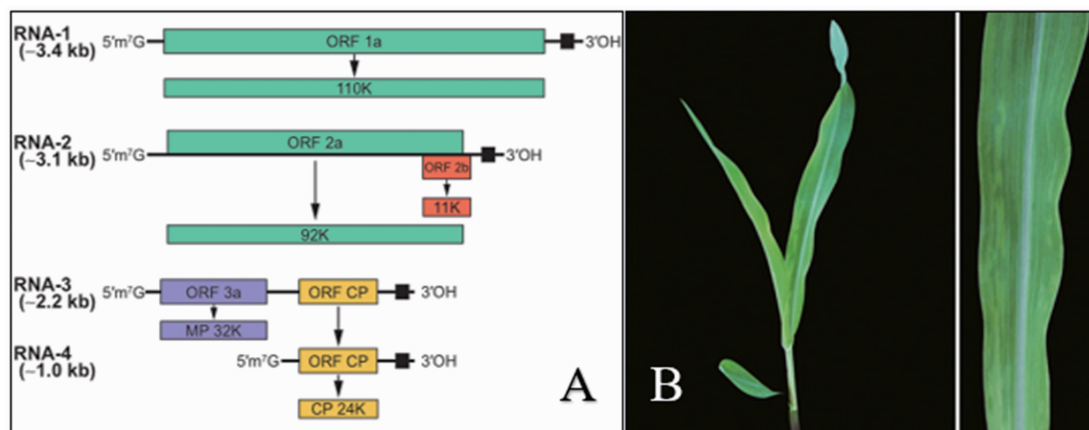 RNA-1
(~3.4 kb)
5'm⁷G
ORF 1a
3'OH
110K
RNA-2
(~3.1 kb)
5'm⁷G
ORF 2a
3'OH
ORF 2b
11K
92K
RNA-3
(~2.2 kb)
5'm⁷G
ORF 3a
ORF CP
3'OH
MP 32K
RNA-4
(~1.0 kb)
5'm⁷G
ORF CP
3'OH
CP 24K
A
B